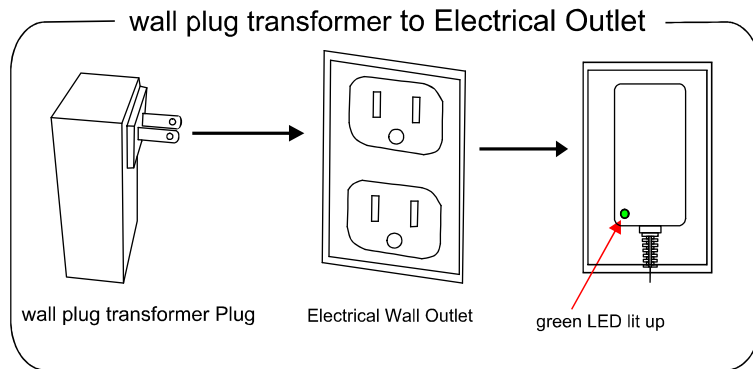 wall plug transformer to Electrical Outlet
wall plug transformer Plug
Electrical Wall Outlet
green LED lit up